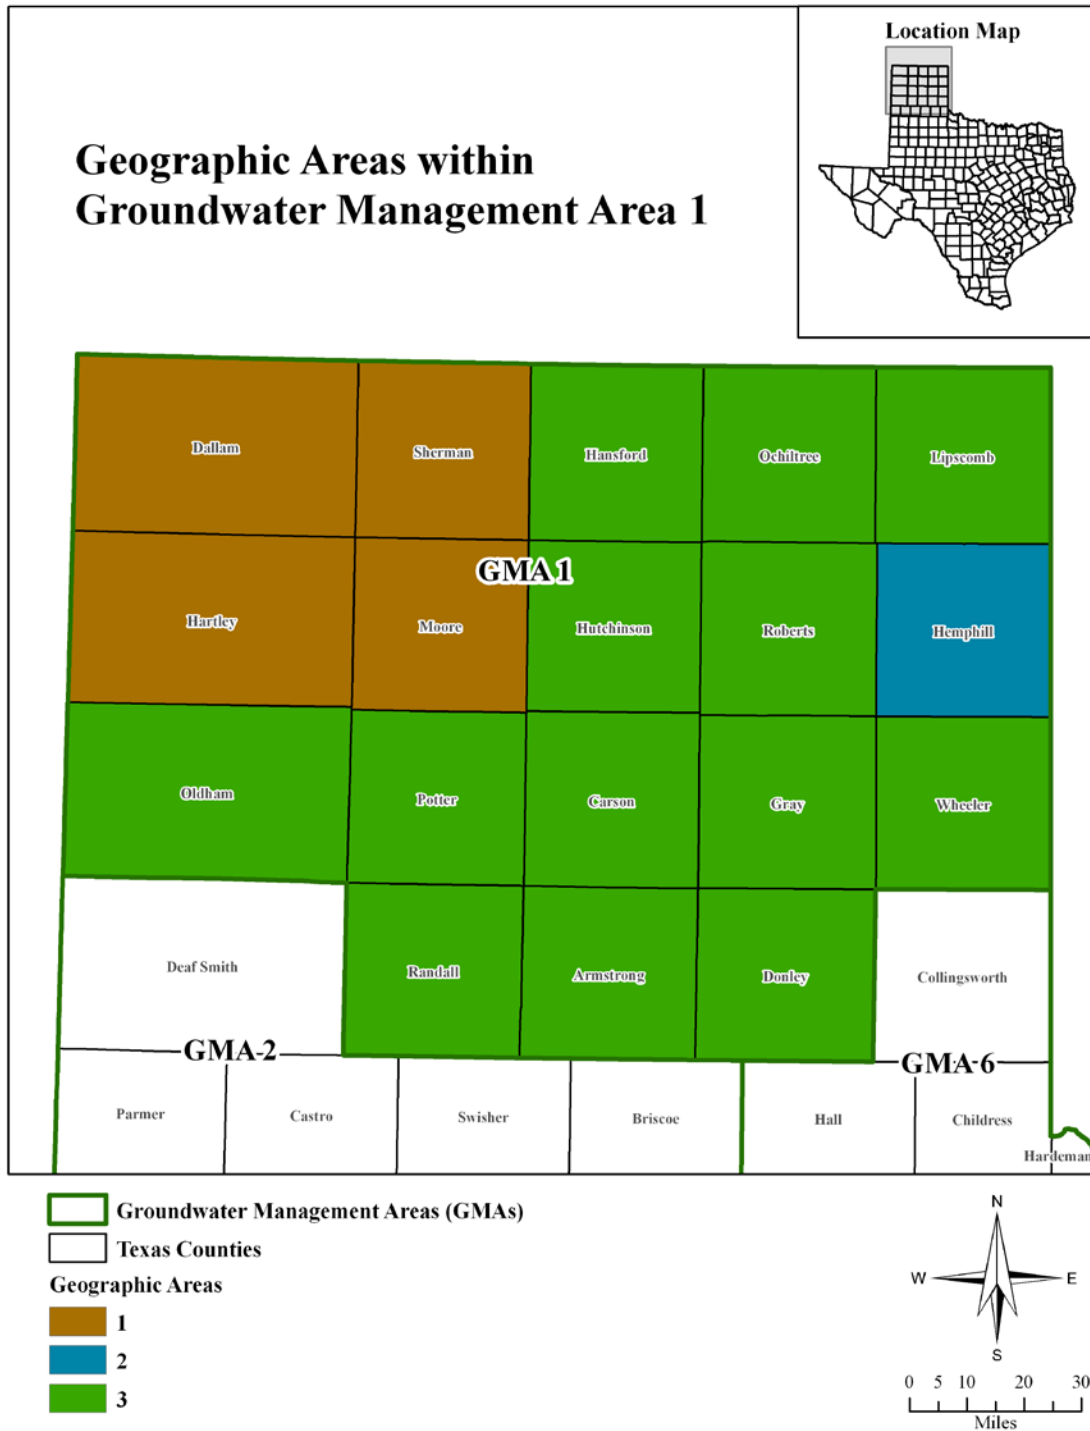 Location Map
Geographic Areas within
Groundwater Management Area 1
Dallam
Sherman
Hansford
Ochiltree
Lipscomb
GMA 1
Hartley
Moore
Hutchinson
Roberts
Hemphill
Oldham
Potter
Carson
Gray
Wheeler
Deaf Smith
Randall
Armstrong
Donley
Collingsworth
GMA-2
GMA-6
Parmer
Castro
Swisher
Briscoe
Hall
Childress
Hardeman
Groundwater Management Areas (GMAs)
Texas Counties
Geographic Areas
1
2
3
N
W
E
S
0 5 10 20 30
Miles